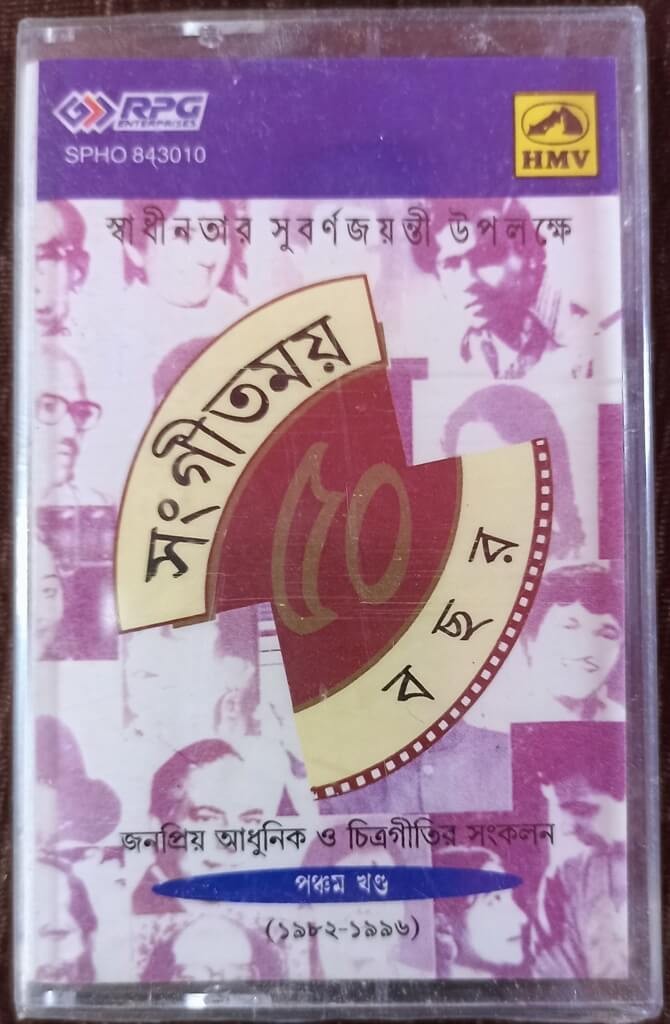 RPG
ENTERPRISES
SPHO 843010
HMV
স্বাধীনতার সুবর্ণজয়ন্তী উপলক্ষে
সংগীতময়
৫০
বছর
জনপ্রিয় আধুনিক ও চিত্রগীতির সংকলন
পঞ্চম খণ্ড
(১৯৮২-১৯৯৬)